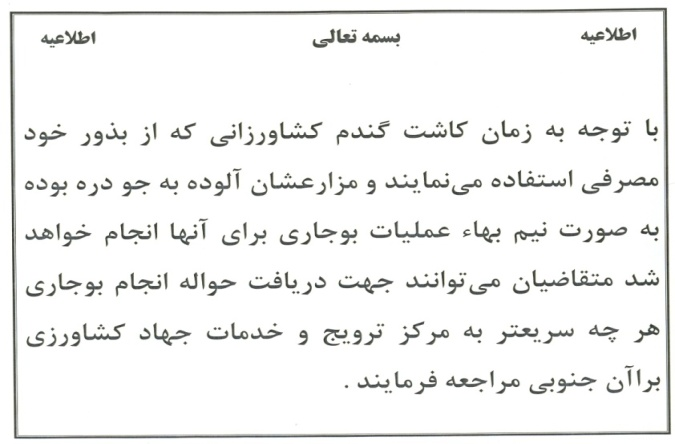 اطلاعیه بسمه تعالی اطلاعیه
با توجه به زمان کاشت گندم کشاورزانی که از بذور خود
مصرفی استفاده می‌نمایند و مزارعشان آلوده به جو دره بوده
به صورت نیم بهاء عملیات بوجاری برای آنها انجام خواهد
شد متقاضیان می‌توانند جهت دریافت حواله انجام بوجاری
هر چه سریعتر به مرکز ترویج و خدمات جهاد کشاورزی
براآن جنوبی مراجعه فرمایند .